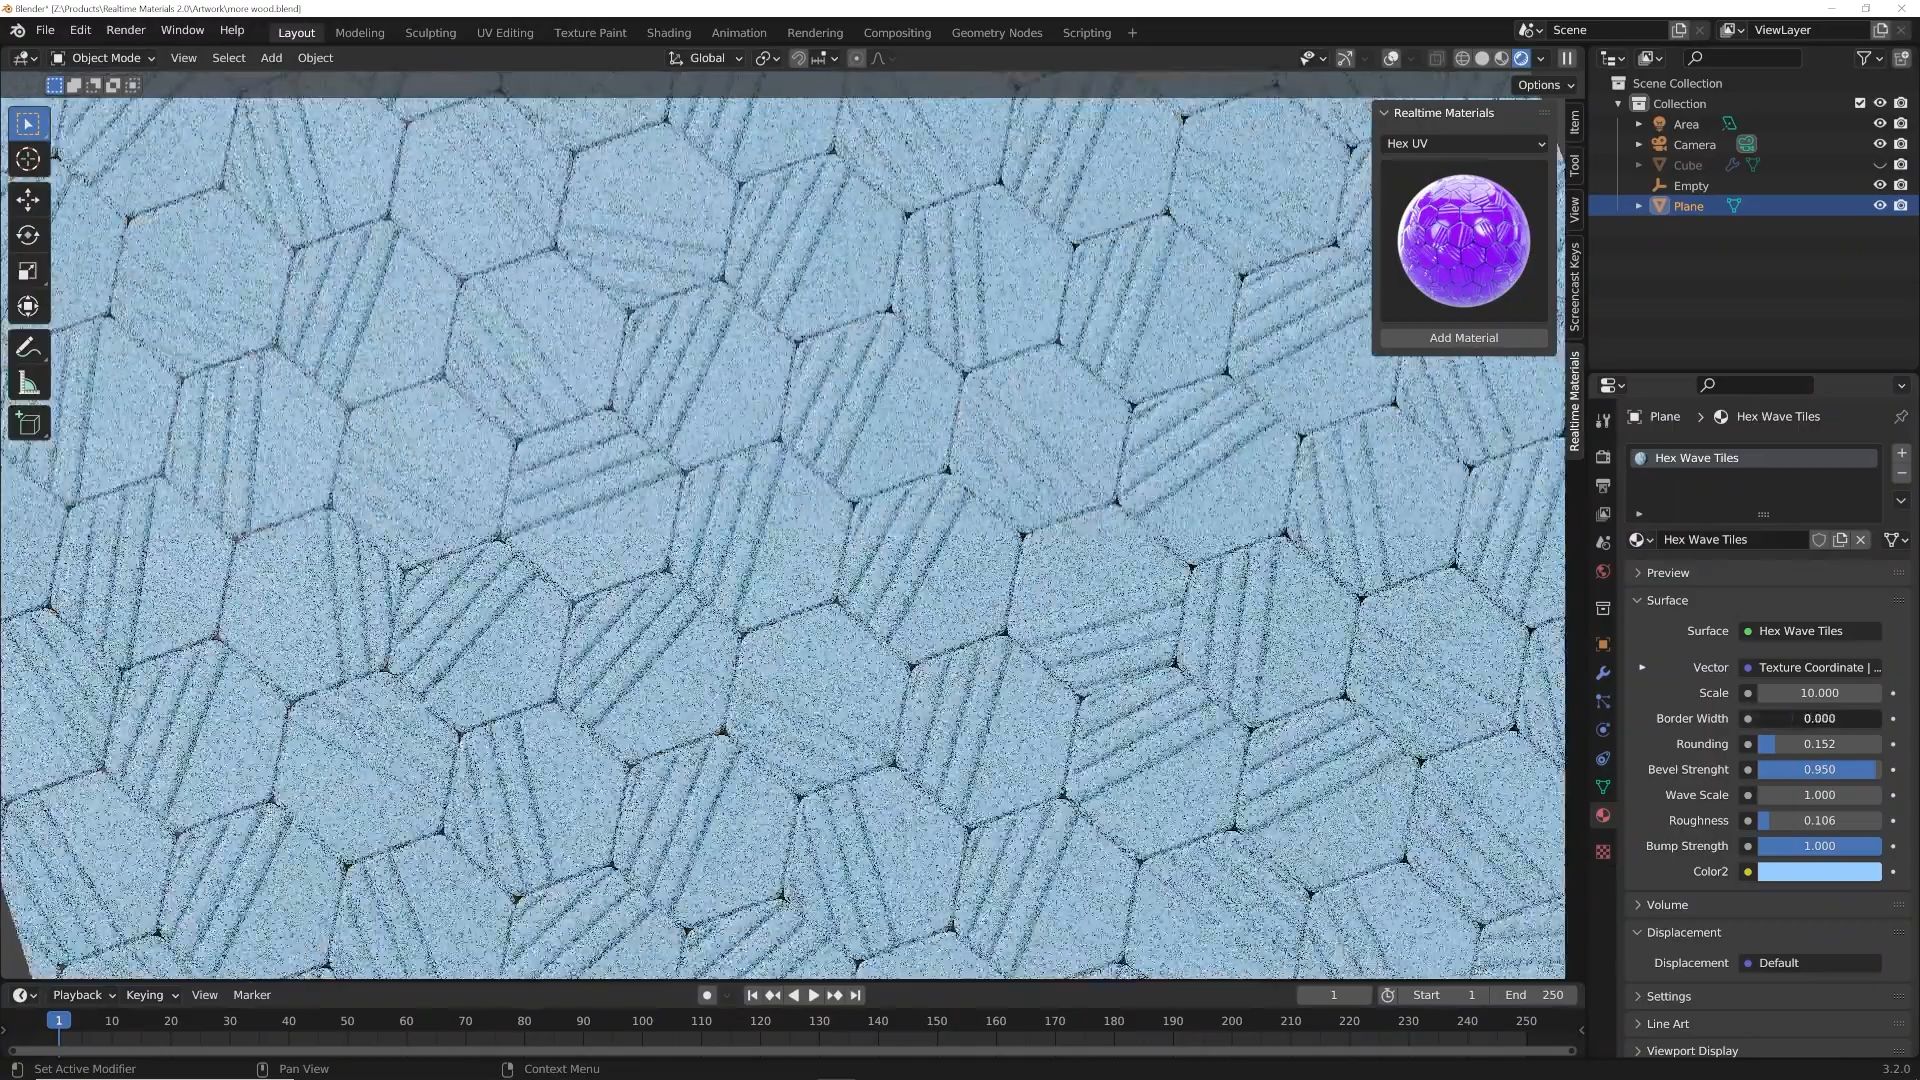 Blender* [Z:\Products\Realtime Materials 2.0\Artwork\more wood.blend]
File Edit Render Window Help Layout Modeling Sculpting UV Editing Texture Paint Shading Animation Rendering Compositing Geometry Nodes Scripting + Scene ViewLayer
Object Mode View Select Add Object Global
Options
Scene Collection
Collection
Area
Camera
Cube
Empty
Plane
Realtime Materials
Hex UV
Add Material
Item
Tool
View
Screencast Keys
Realtime Materials
Plane > Hex Wave Tiles
Hex Wave Tiles
Hex Wave Tiles
Preview
Surface
Surface Hex Wave Tiles
Vector Texture Coordinate | ...
Scale 10.000
Border Width 0.000
Rounding 0.152
Bevel Strenght 0.950
Wave Scale 1.000
Roughness 0.106
Bump Strength 1.000
Color2
Volume
Displacement
Displacement Default
Settings
Line Art
Viewport Display
Playback Keying View Marker 1 Start 1 End 250
1 10 20 30 40 50 60 70 80 90 100 110 120 130 140 150 160 170 180 190 200 210 220 230 240 250
Set Active Modifier Pan View Context Menu 3.2.0